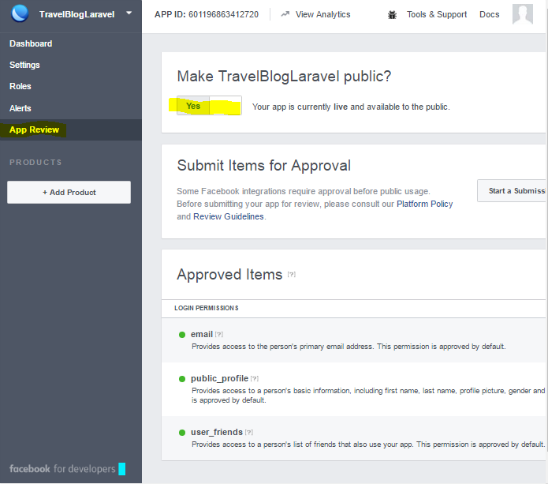 TravelBlogLaravel
APP ID: 601196863412720
View Analytics
Tools & Support
Docs
Dashboard
Settings
Roles
Alerts
App Review
PRODUCTS
+ Add Product
Make TravelBlogLaravel public?
Yes
Your app is currently live and available to the public.
Submit Items for Approval
Some Facebook integrations require approval before public usage.
Before submitting your app for review, please consult our Platform Policy
and Review Guidelines.
Start a Submiss
Approved Items [?]
LOGIN PERMISSIONS
email [?]
Provides access to the person's primary email address. This permission is approved by default.
public_profile [?]
Provides access to a person's basic information, including first name, last name, profile picture, gender and
is approved by default.
user_friends [?]
Provides access to a person's list of friends that also use your app. This permission is approved by default.
facebook for developers